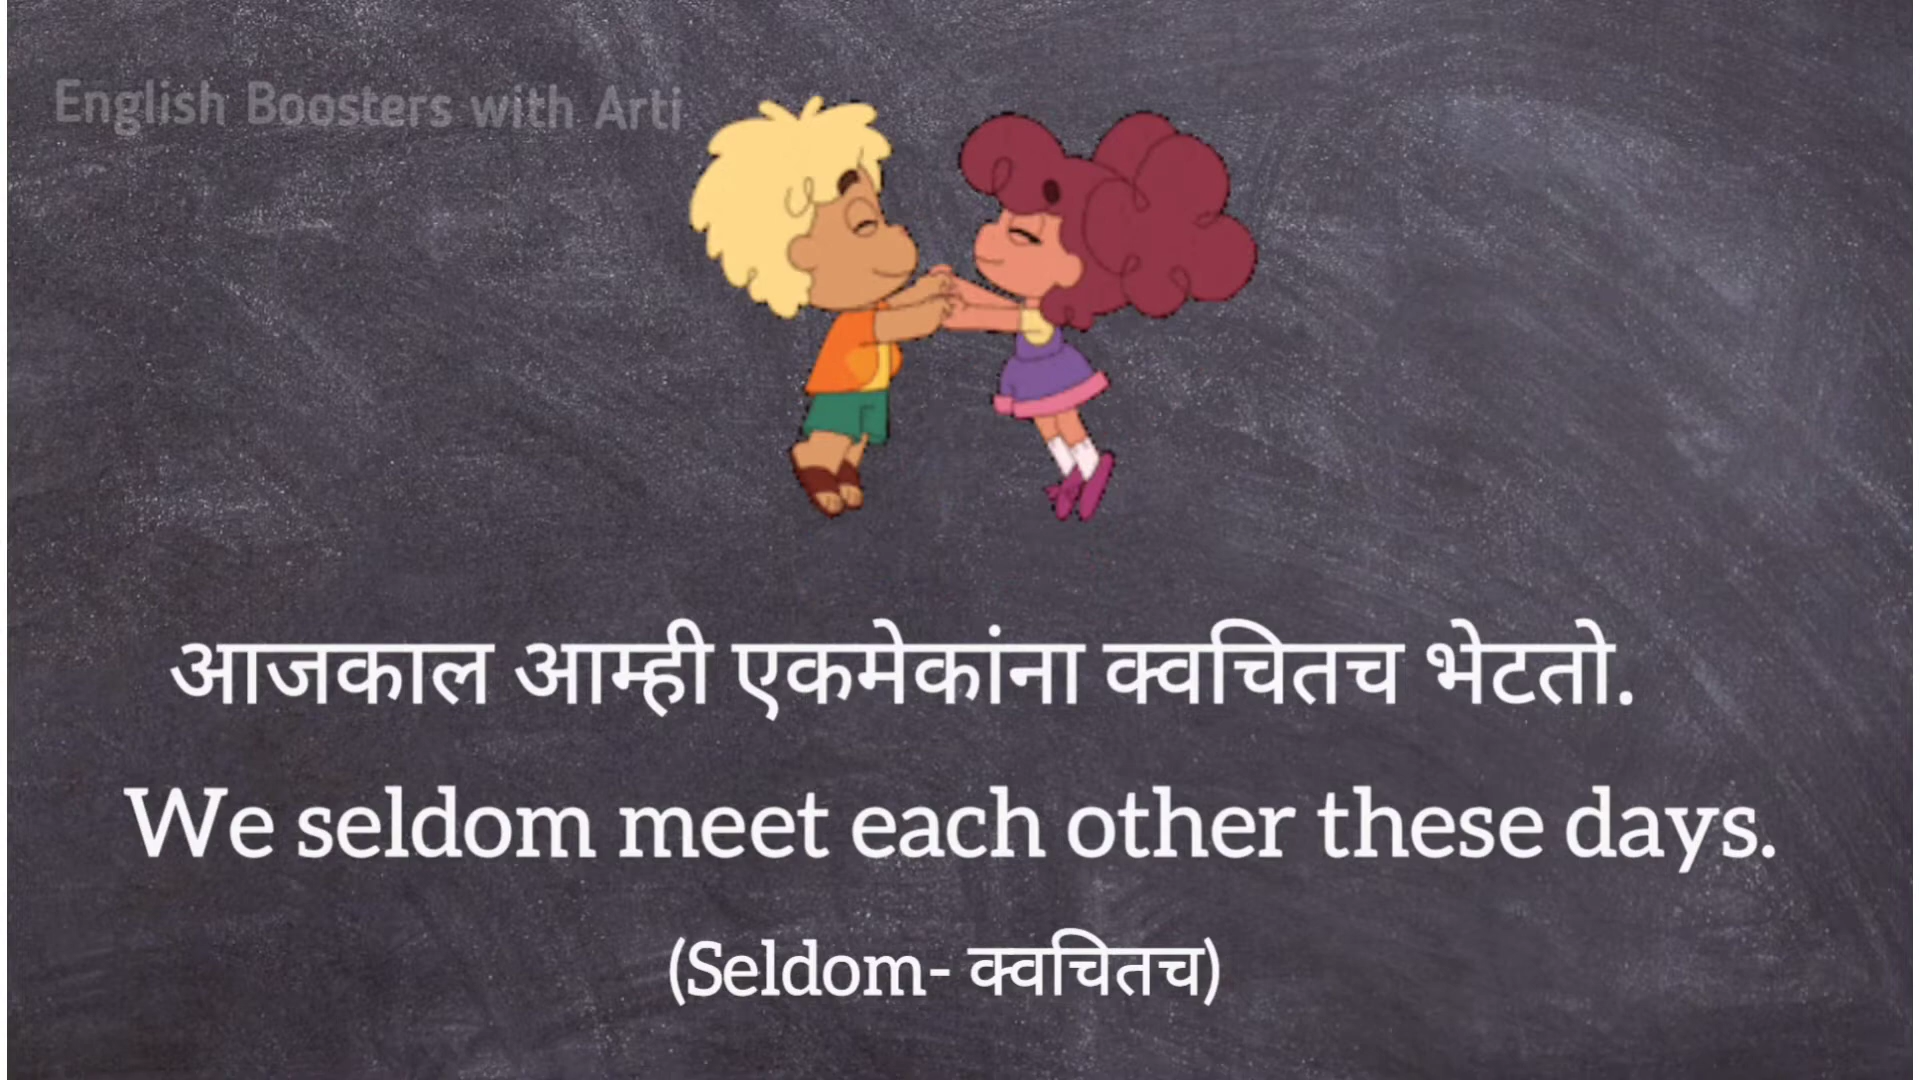 English Boosters with Arti
आजकाल आम्ही एकमेकांना क्वचितच भेटतो.
We seldom meet each other these days.
(Seldom- क्वचितच)